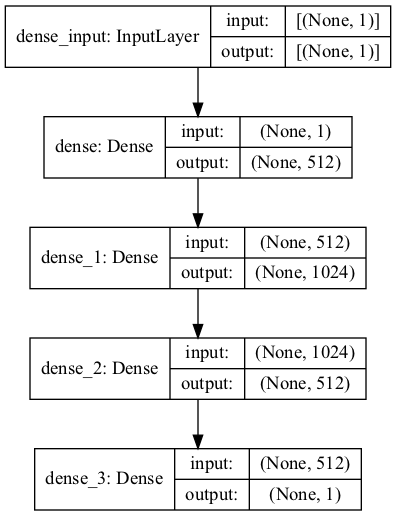 dense_input: InputLayer
input: [(None, 1)]
output: [(None, 1)]
dense: Dense
input: (None, 1)
output: (None, 512)
dense_1: Dense
input: (None, 512)
output: (None, 1024)
dense_2: Dense
input: (None, 1024)
output: (None, 512)
dense_3: Dense
input: (None, 512)
output: (None, 1)